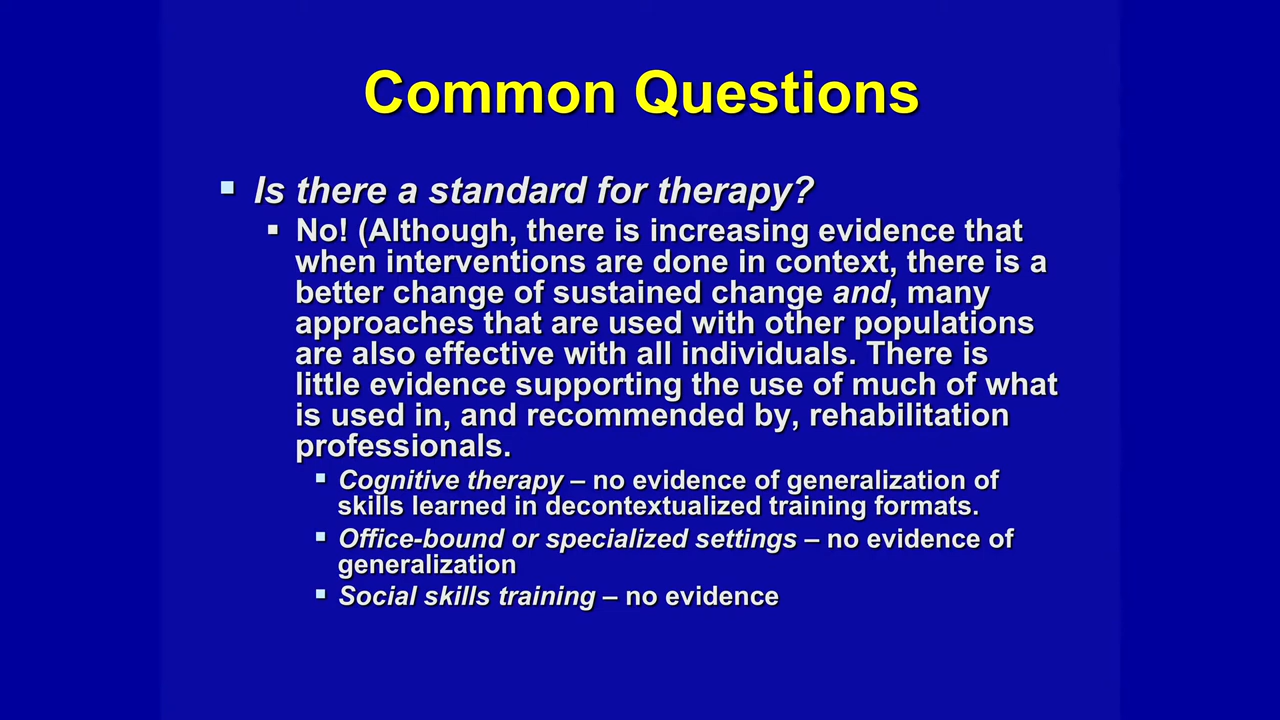 Common Questions
Is there a standard for therapy?
No! (Although, there is increasing evidence that
when interventions are done in context, there is a
better change of sustained change and, many
approaches that are used with other populations
are also effective with all individuals. There is
little evidence supporting the use of much of what
is used in, and recommended by, rehabilitation
professionals.
Cognitive therapy – no evidence of generalization of
skills learned in decontextualized training formats.
Office-bound or specialized settings – no evidence of
generalization
Social skills training – no evidence